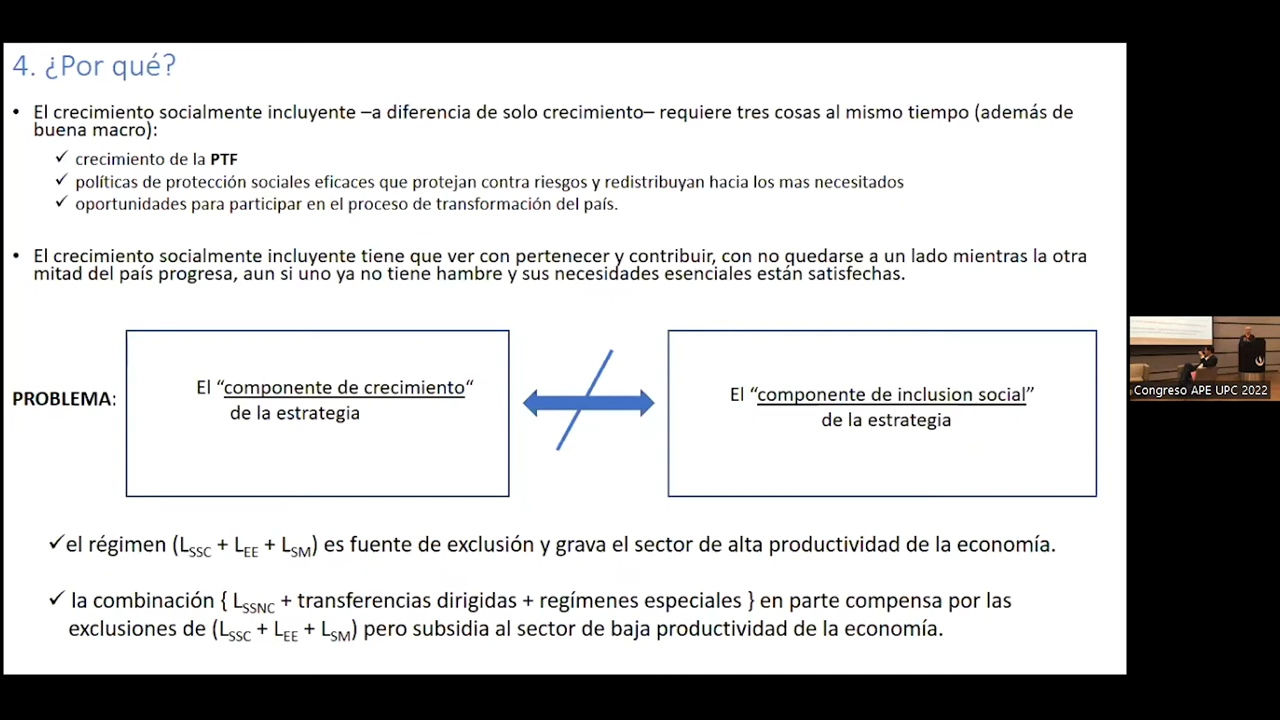 4. ¿Por qué?
• El crecimiento socialmente incluyente –a diferencia de solo crecimiento– requiere tres cosas al mismo tiempo (además de
buena macro):
✓ crecimiento de la PTF
✓ políticas de protección sociales eficaces que protejan contra riesgos y redistribuyan hacia los mas necesitados
✓ oportunidades para participar en el proceso de transformación del país.
• El crecimiento socialmente incluyente tiene que ver con pertenecer y contribuir, con no quedarse a un lado mientras la otra
mitad del país progresa, aun si uno ya no tiene hambre y sus necesidades esenciales están satisfechas.
PROBLEMA:
El “componente de crecimiento“
de la estrategia
El “componente de inclusion social”
de la estrategia
✓el régimen (LSSC + LEE + LSM) es fuente de exclusión y grava el sector de alta productividad de la economía.
✓ la combinación { LSSNC + transferencias dirigidas + regímenes especiales } en parte compensa por las
exclusiones de (LSSC + LEE + LSM) pero subsidia al sector de baja productividad de la economía.
Congreso APE UPC 2022